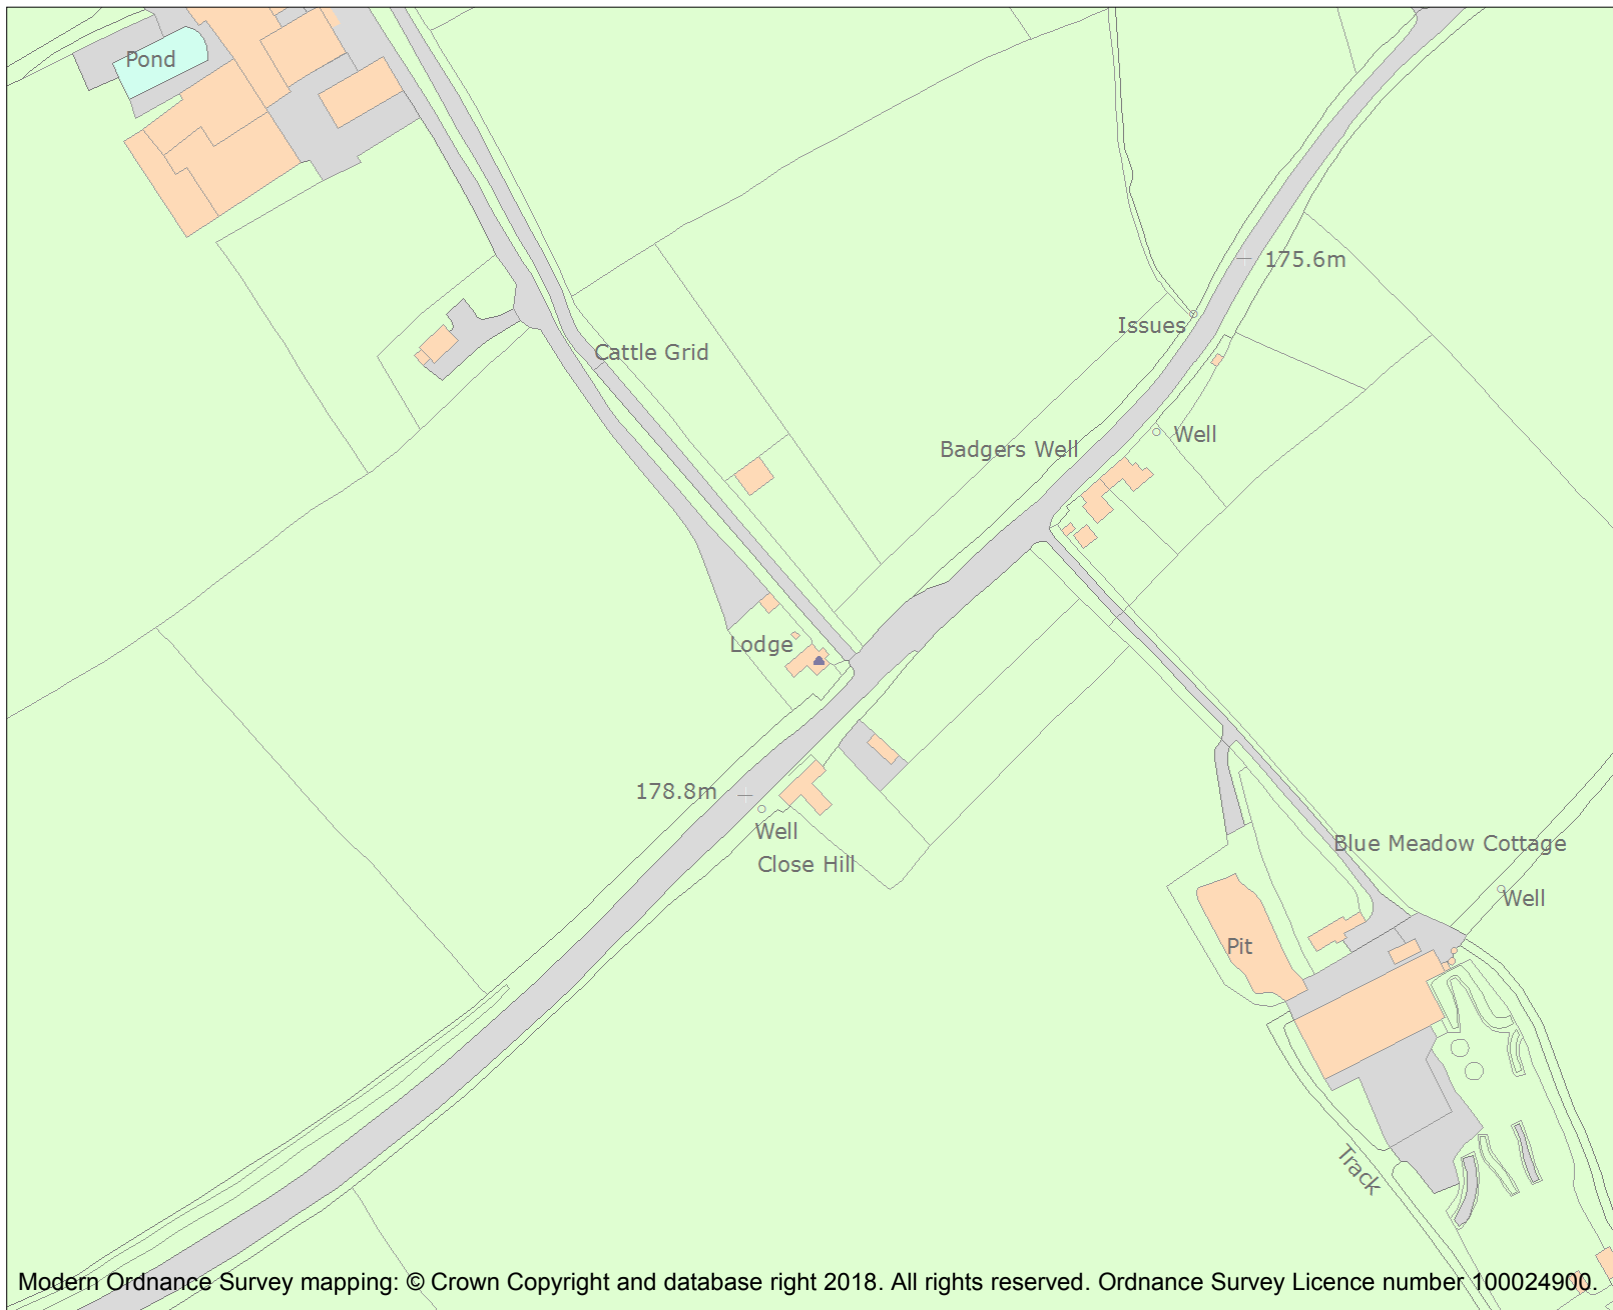 Pond
175.6m
Issues
Cattle Grid
Well
Badgers Well
Lodge
178.8m
Well
Close Hill
Blue Meadow Cottage
Well
Pit
Track
Modern Ordnance Survey mapping: © Crown Copyright and database right 2018. All rights reserved. Ordnance Survey Licence number 100024900.